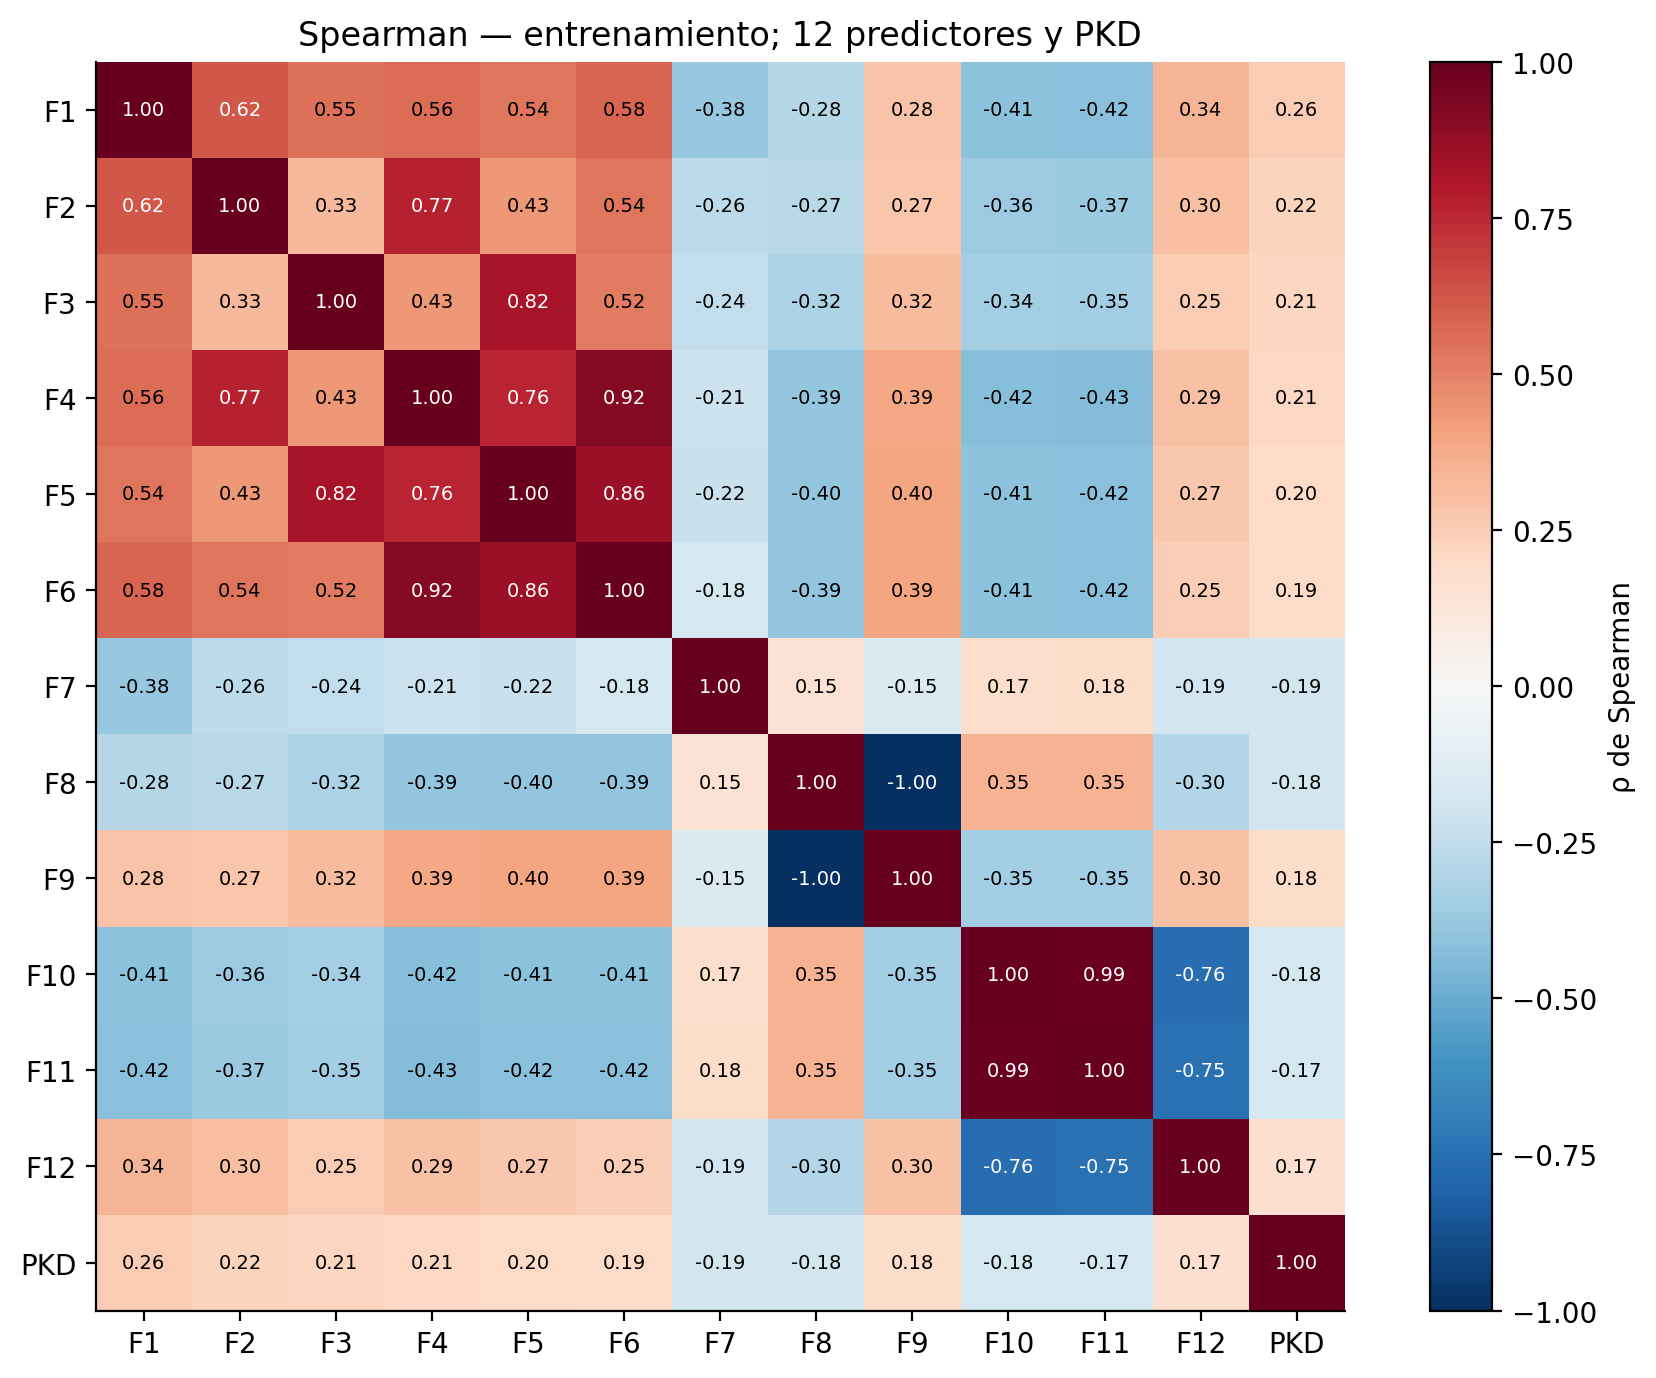 Spearman — entrenamiento; 12 predictores y PKD
F1 1.00 0.62 0.55 0.56 0.54 0.58 -0.38 -0.28 0.28 -0.41 -0.42 0.34 0.26
F2 0.62 1.00 0.33 0.77 0.43 0.54 -0.26 -0.27 0.27 -0.36 -0.37 0.30 0.22
F3 0.55 0.33 1.00 0.43 0.82 0.52 -0.24 -0.32 0.32 -0.34 -0.35 0.25 0.21
F4 0.56 0.77 0.43 1.00 0.76 0.92 -0.21 -0.39 0.39 -0.42 -0.43 0.29 0.21
F5 0.54 0.43 0.82 0.76 1.00 0.86 -0.22 -0.40 0.40 -0.41 -0.42 0.27 0.20
F6 0.58 0.54 0.52 0.92 0.86 1.00 -0.18 -0.39 0.39 -0.41 -0.42 0.25 0.19
F7 -0.38 -0.26 -0.24 -0.21 -0.22 -0.18 1.00 0.15 -0.15 0.17 0.18 -0.19 -0.19
F8 -0.28 -0.27 -0.32 -0.39 -0.40 -0.39 0.15 1.00 -1.00 0.35 0.35 -0.30 -0.18
F9 0.28 0.27 0.32 0.39 0.40 0.39 -0.15 -1.00 1.00 -0.35 -0.35 0.30 0.18
F10 -0.41 -0.36 -0.34 -0.42 -0.41 -0.41 0.17 0.35 -0.35 1.00 0.99 -0.76 -0.18
F11 -0.42 -0.37 -0.35 -0.43 -0.42 -0.42 0.18 0.35 -0.35 0.99 1.00 -0.75 -0.17
F12 0.34 0.30 0.25 0.29 0.27 0.25 -0.19 -0.30 0.30 -0.76 -0.75 1.00 0.17
PKD 0.26 0.22 0.21 0.21 0.20 0.19 -0.19 -0.18 0.18 -0.18 -0.17 0.17 1.00
F1 F2 F3 F4 F5 F6 F7 F8 F9 F10 F11 F12 PKD
1.00
0.75
0.50
0.25
0.00
−0.25
−0.50
−0.75
−1.00
ρ de Spearman